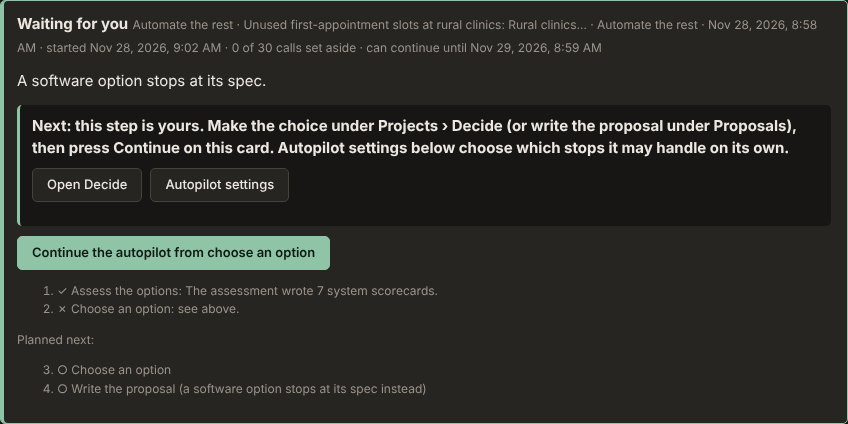 Waiting for you Automate the rest · Unused first-appointment slots at rural clinics: Rural clinics... · Automate the rest · Nov 28, 2026, 8:58
AM · started Nov 28, 2026, 9:02 AM · 0 of 30 calls set aside · can continue until Nov 29, 2026, 8:59 AM
A software option stops at its spec.
Next: this step is yours. Make the choice under Projects › Decide (or write the proposal under Proposals),
then press Continue on this card. Autopilot settings below choose which stops it may handle on its own.
Open Decide
Autopilot settings
Continue the autopilot from choose an option
1. ✓ Assess the options: The assessment wrote 7 system scorecards.
2. × Choose an option: see above.
Planned next:
3. ○ Choose an option
4. ○ Write the proposal (a software option stops at its spec instead)